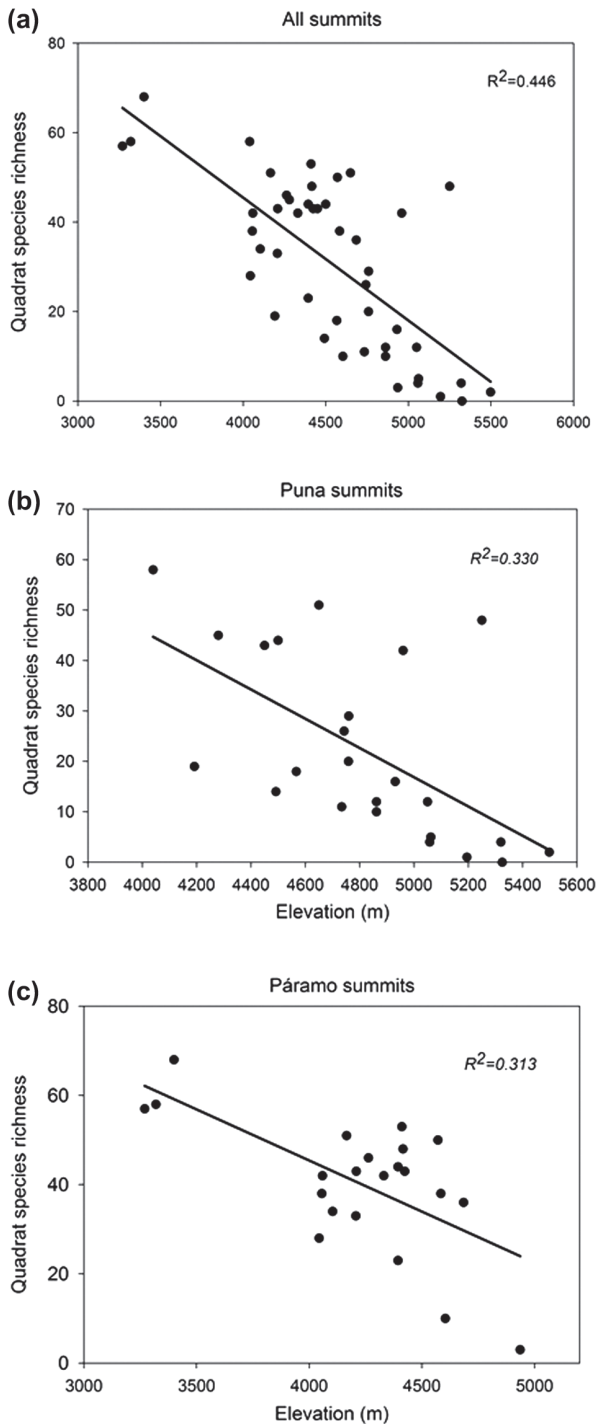 (a)
All summits
R2=0.446
Quadrat species richness
80
60
40
20
0
3000 3500 4000 4500 5000 5500 6000
(b)
Puna summits
R2=0.330
Quadrat species richness
70
60
50
40
30
20
10
0
3800 4000 4200 4400 4600 4800 5000 5200 5400 5600
Elevation (m)
(c)
Páramo summits
R2=0.313
Quadrat species richness
80
60
40
20
0
3000 3500 4000 4500 5000
Elevation (m)